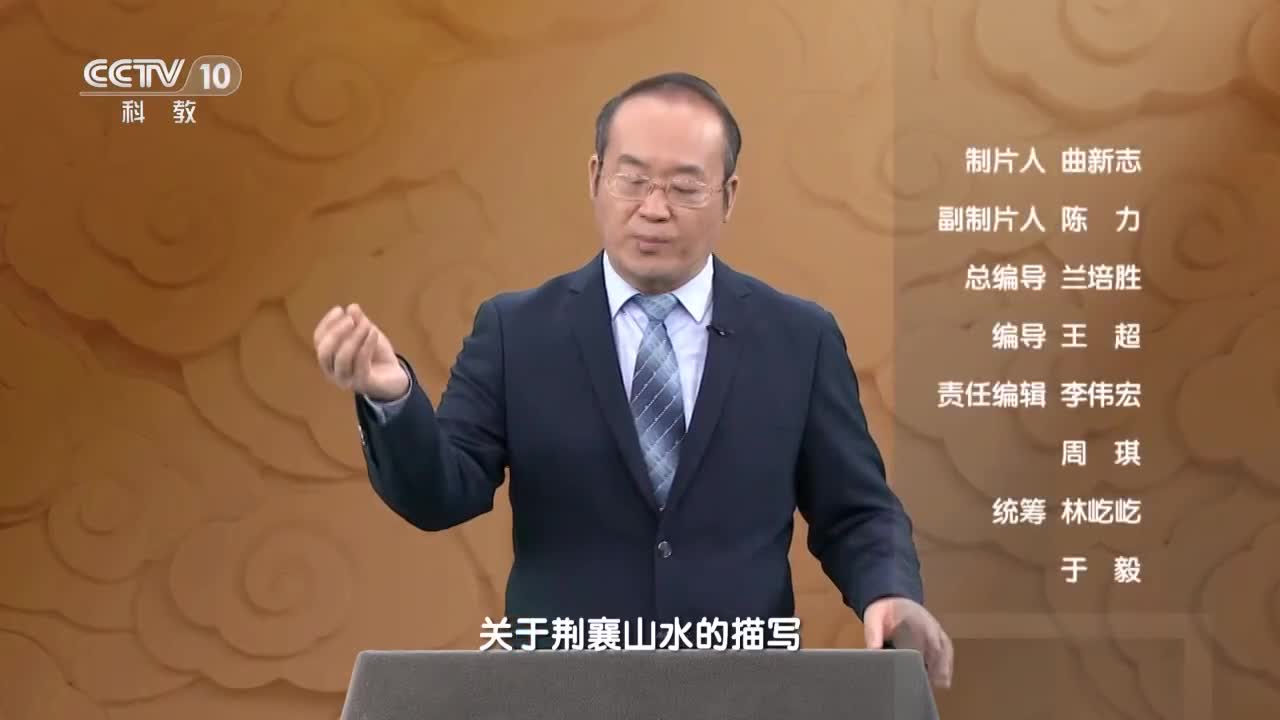 CCTV 10
科教
制片人 曲新志
副制片人 陈 力
总编导 兰培胜
编导 王 超
责任编辑 李伟宏
周 琪
统筹 林屹屹
于 毅
关于荆襄山水的描写